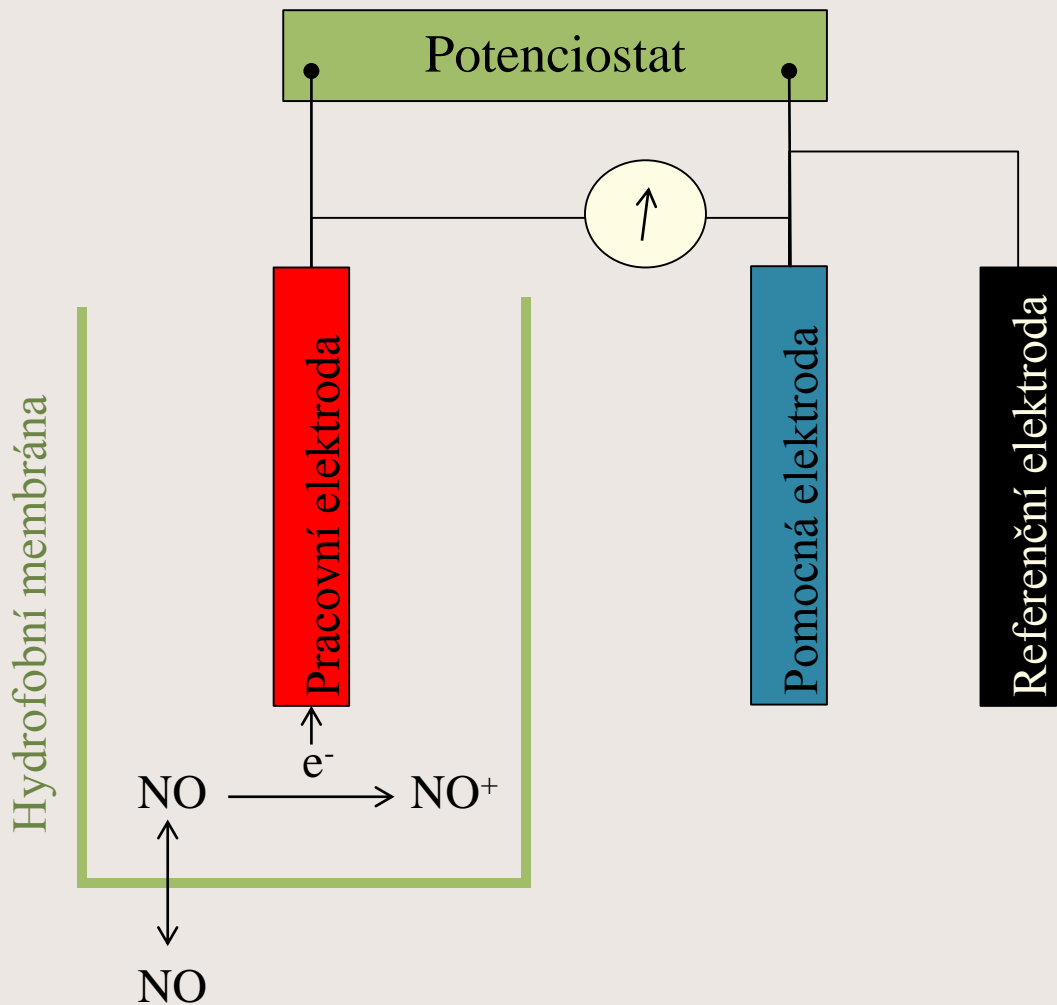 Potenciostat
Hydrofobní membrána
Pracovní elektroda
Pomocná elektroda
Referenční elektroda
e⁻
NO
NO⁺
NO